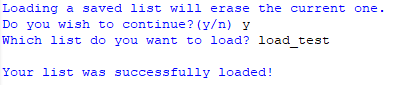 Loading a saved list will erase the current one.
Do you wish to continue?(y/n) y
Which list do you want to load? load_test
Your list was successfully loaded!